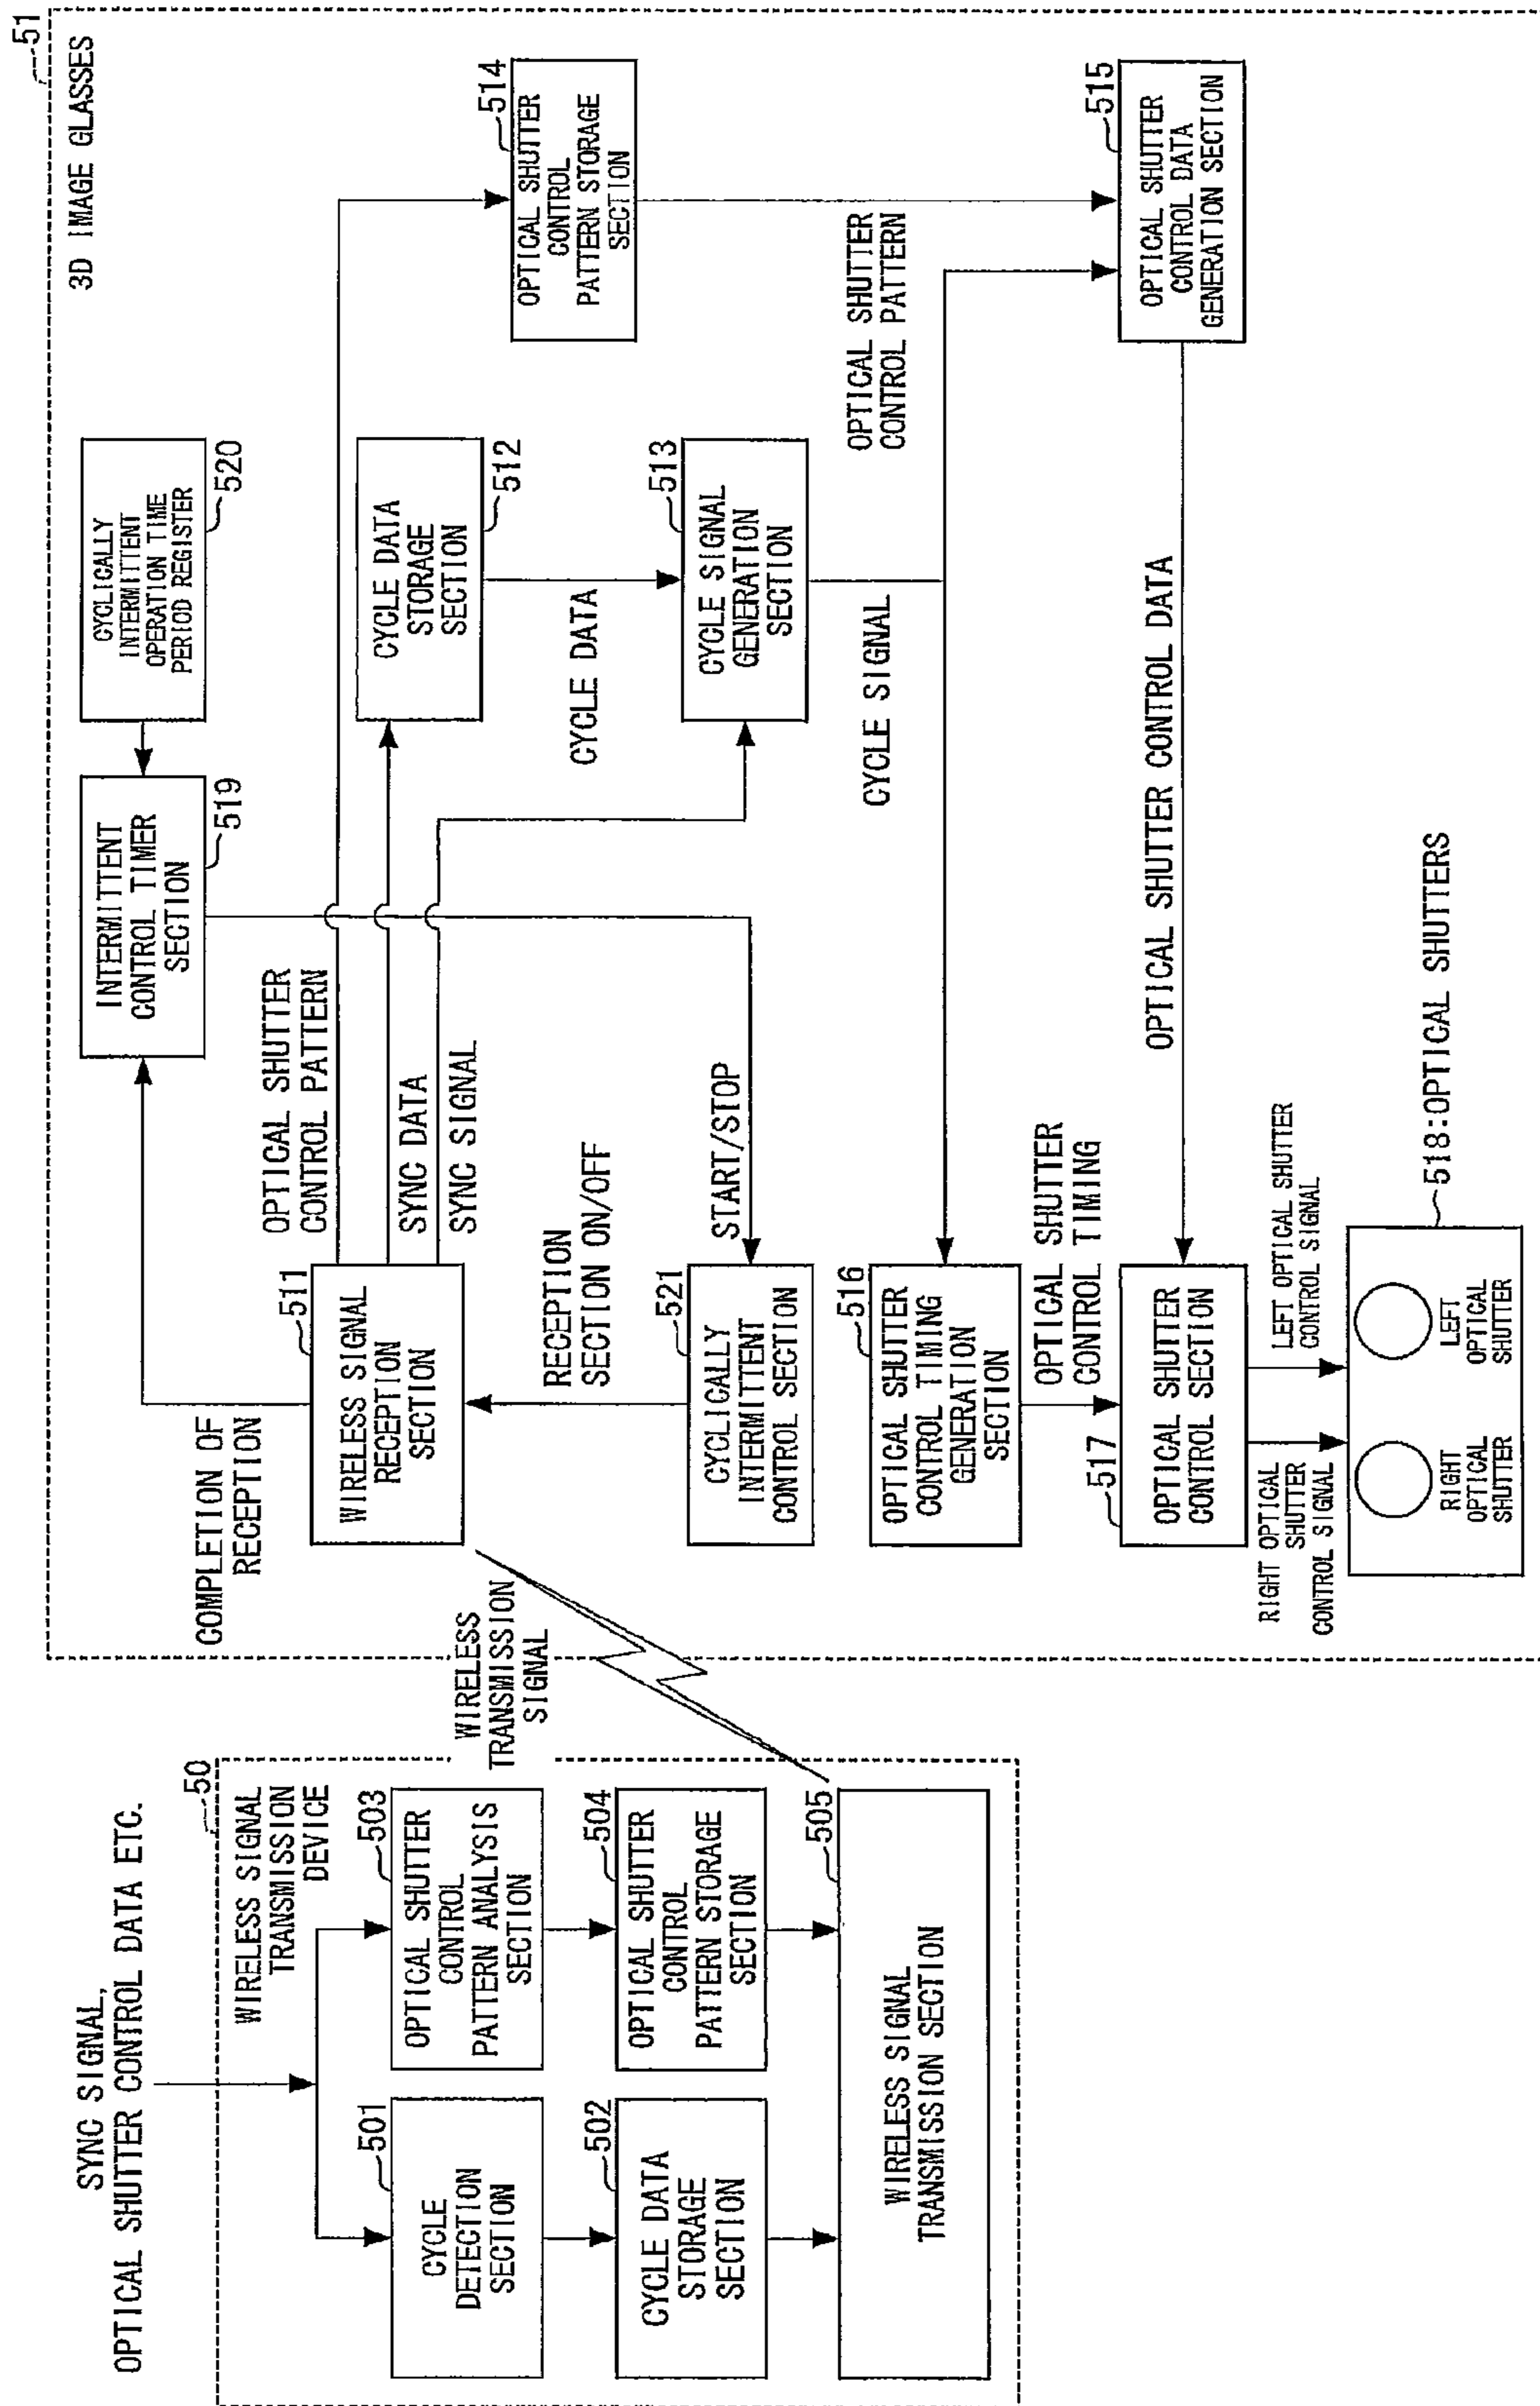 SYNC SIGNAL,
OPTICAL SHUTTER CONTROL DATA ETC.
50
WIRELESS SIGNAL
TRANSMISSION
DEVICE
501
CYCLE
DETECTION
SECTION
503
OPTICAL SHUTTER
CONTROL
PATTERN ANALYSIS
SECTION
502
CYCLE DATA
STORAGE
SECTION
504
OPTICAL SHUTTER
CONTROL
PATTERN STORAGE
SECTION
505
WIRELESS SIGNAL
TRANSMISSION SECTION
WIRELESS
TRANSMISSION
SIGNAL
51
3D IMAGE GLASSES
COMPLETION OF
RECEPTION
INTERMITTENT
CONTROL TIMER
SECTION
519
CYCLICALLY
INTERMITTENT
OPERATION TIME
PERIOD REGISTER
520
511
WIRELESS SIGNAL
RECEPTION
SECTION
OPTICAL SHUTTER
CONTROL PATTERN
SYNC DATA
SYNC SIGNAL
CYCLE DATA
STORAGE
SECTION
512
514
OPTICAL SHUTTER
CONTROL
PATTERN STORAGE
SECTION
CYCLE DATA
RECEPTION
SECTION ON/OFF
START/STOP
521
CYCLICALLY
INTERMITTENT
CONTROL SECTION
513
CYCLE SIGNAL
GENERATION
SECTION
CYCLE SIGNAL
OPTICAL SHUTTER
CONTROL PATTERN
516
OPTICAL SHUTTER
CONTROL TIMING
GENERATION
SECTION
OPTICAL SHUTTER
CONTROL TIMING
515
OPTICAL SHUTTER
CONTROL DATA
GENERATION SECTION
OPTICAL SHUTTER CONTROL DATA
517
OPTICAL SHUTTER
CONTROL SECTION
RIGHT OPTICAL
SHUTTER
CONTROL SIGNAL
LEFT OPTICAL SHUTTER
CONTROL SIGNAL
RIGHT
OPTICAL
SHUTTER
LEFT
OPTICAL
SHUTTER
518:OPTICAL SHUTTERS